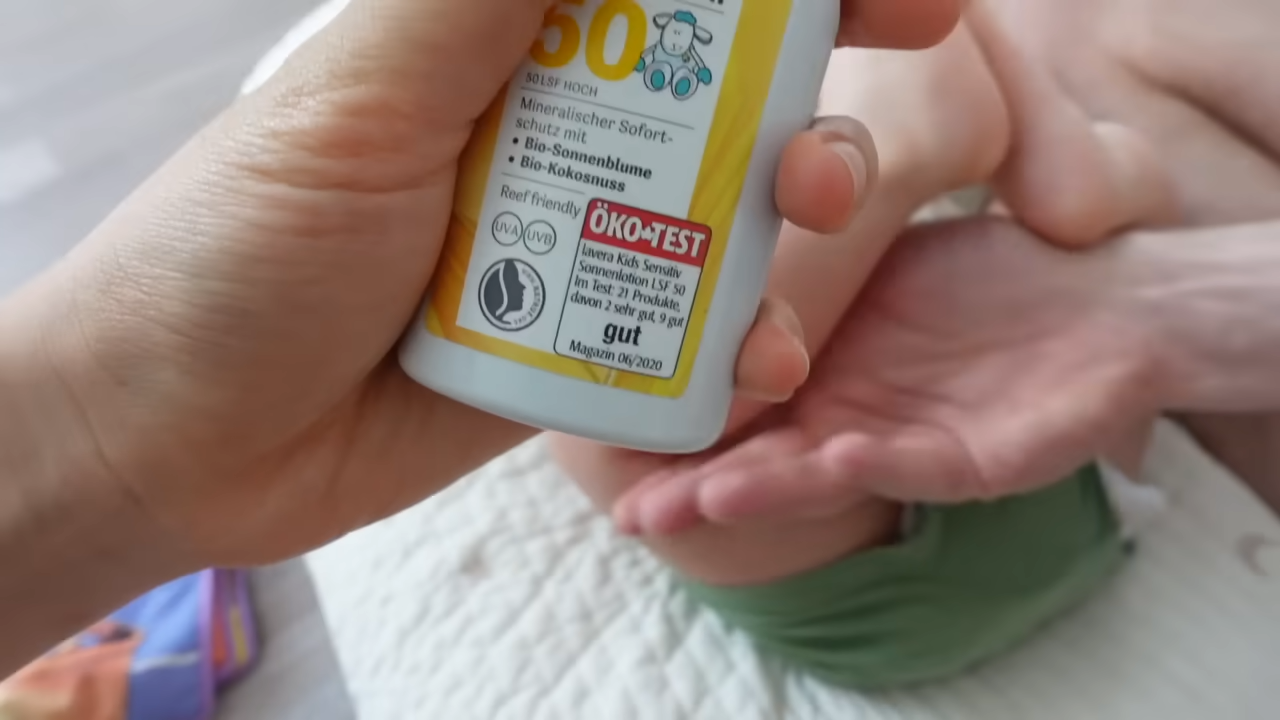 50
50 LSF HOCH
Mineralischer Sofort-
schutz mit
• Bio-Sonnenblume
• Bio-Kokosnuss
Reef friendly
UVA UVB
ÖKO-TEST
lavera Kids Sensitiv
Sonnenlotion LSF 50
Im Test: 21 Produkte,
davon 2 sehr gut, 9 gut
gut
Magazin 06/2020